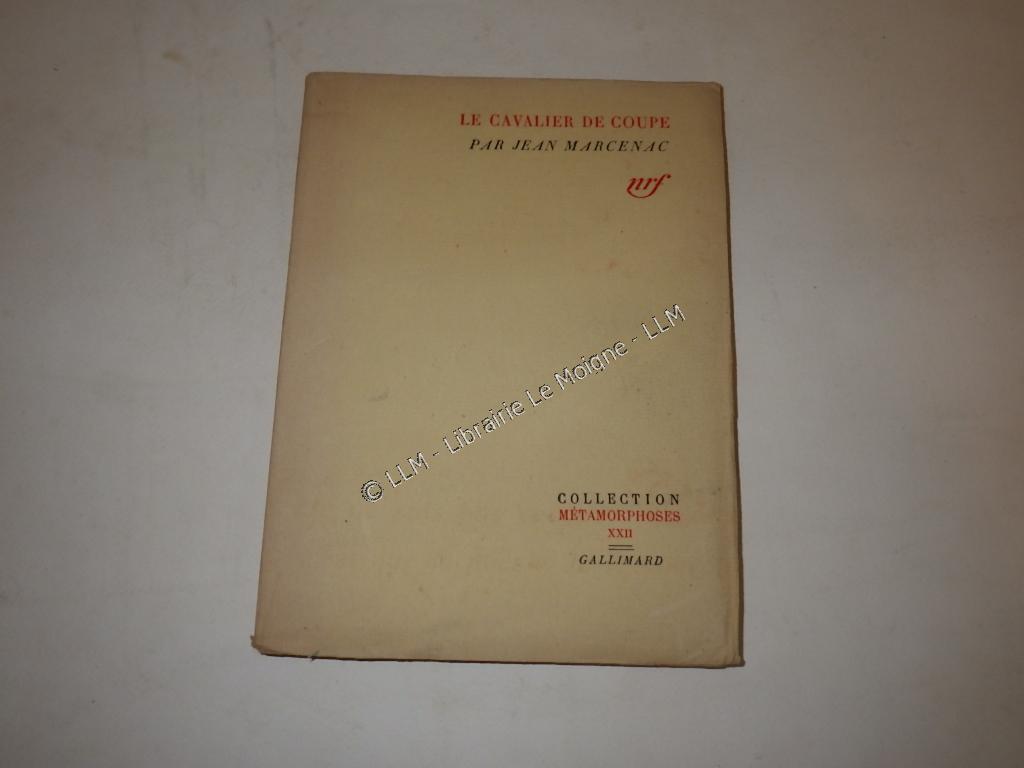 LE CAVALIER DE COUPE
PAR JEAN MARCENAC
nrf
© LLM - Librairie Le Moigne - LLM
COLLECTION
MÉTAMORPHOSES
XXII
GALLIMARD